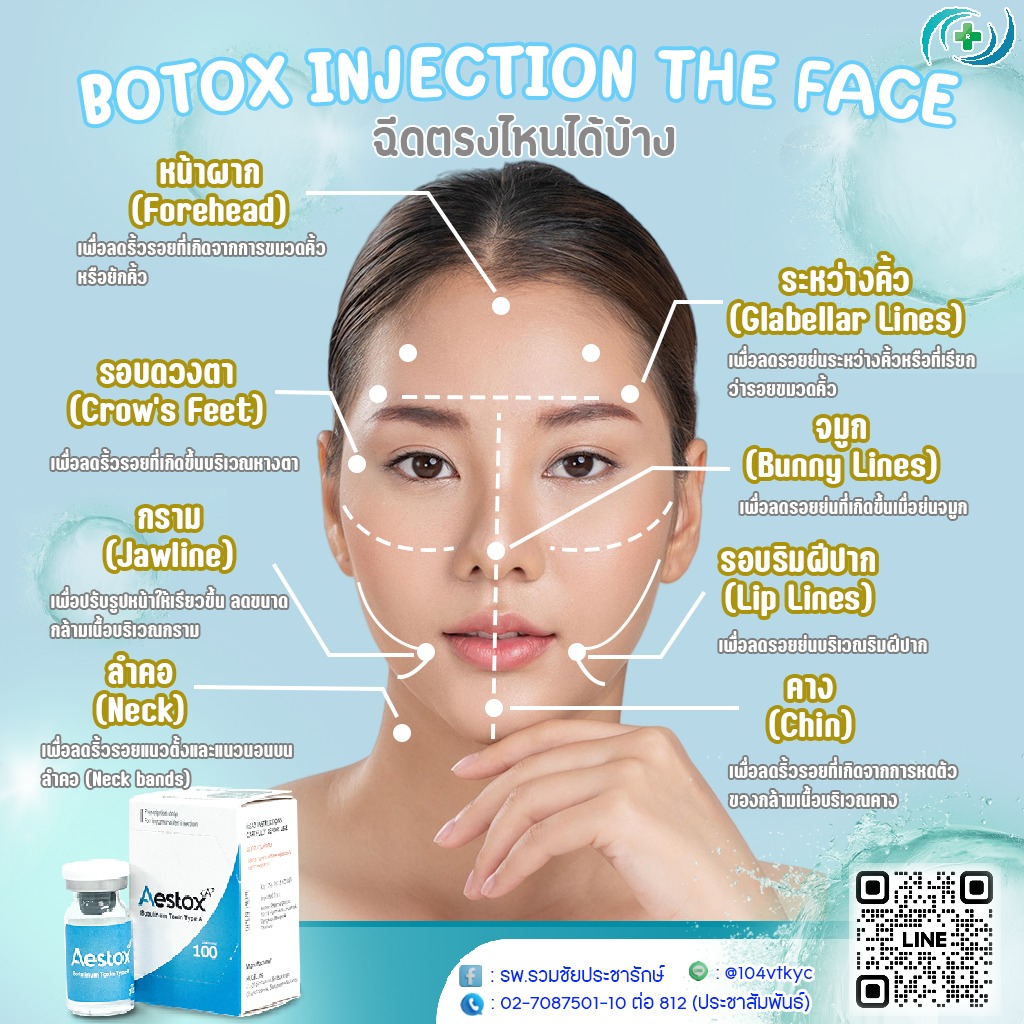 BOTOX INJECTION THE FACE
ฉีดตรงไหนได้บ้าง
หน้าผาก
(Forehead)
เพื่อลดริ้วรอยที่เกิดจากการขมวดคิ้ว
หรือยักคิ้ว
ระหว่างคิ้ว
(Glabellar Lines)
เพื่อลดรอยย่นระหว่างคิ้วหรือที่เรียก
ว่ารอยขมวดคิ้ว
รอบดวงตา
(Crow's Feet)
เพื่อลดริ้วรอยที่เกิดขึ้นบริเวณหางตา
จมูก
(Bunny Lines)
เพื่อลดรอยย่นที่เกิดขึ้นเมื่อย่นจมูก
กราม
(Jawline)
เพื่อปรับรูปหน้าให้เรียวขึ้น ลดขนาด
กล้ามเนื้อบริเวณกราม
รอบริมฝีปาก
(Lip Lines)
เพื่อลดรอยย่นบริเวณริมฝีปาก
ลำคอ
(Neck)
เพื่อลดริ้วรอยแนวตั้งและแนวนอนบน
ลำคอ (Neck bands)
คาง
(Chin)
เพื่อลดริ้วรอยที่เกิดจากการหดตัว
ของกล้ามเนื้อบริเวณคาง
Aestox
Botulinum Toxin Type A
100
Aestox
Botulinum Toxin Type A
LINE
: รพ.รวมชัยประชารักษ์
: @104vtkyc
: 02-7087501-10 ต่อ 812 (ประชาสัมพันธ์)